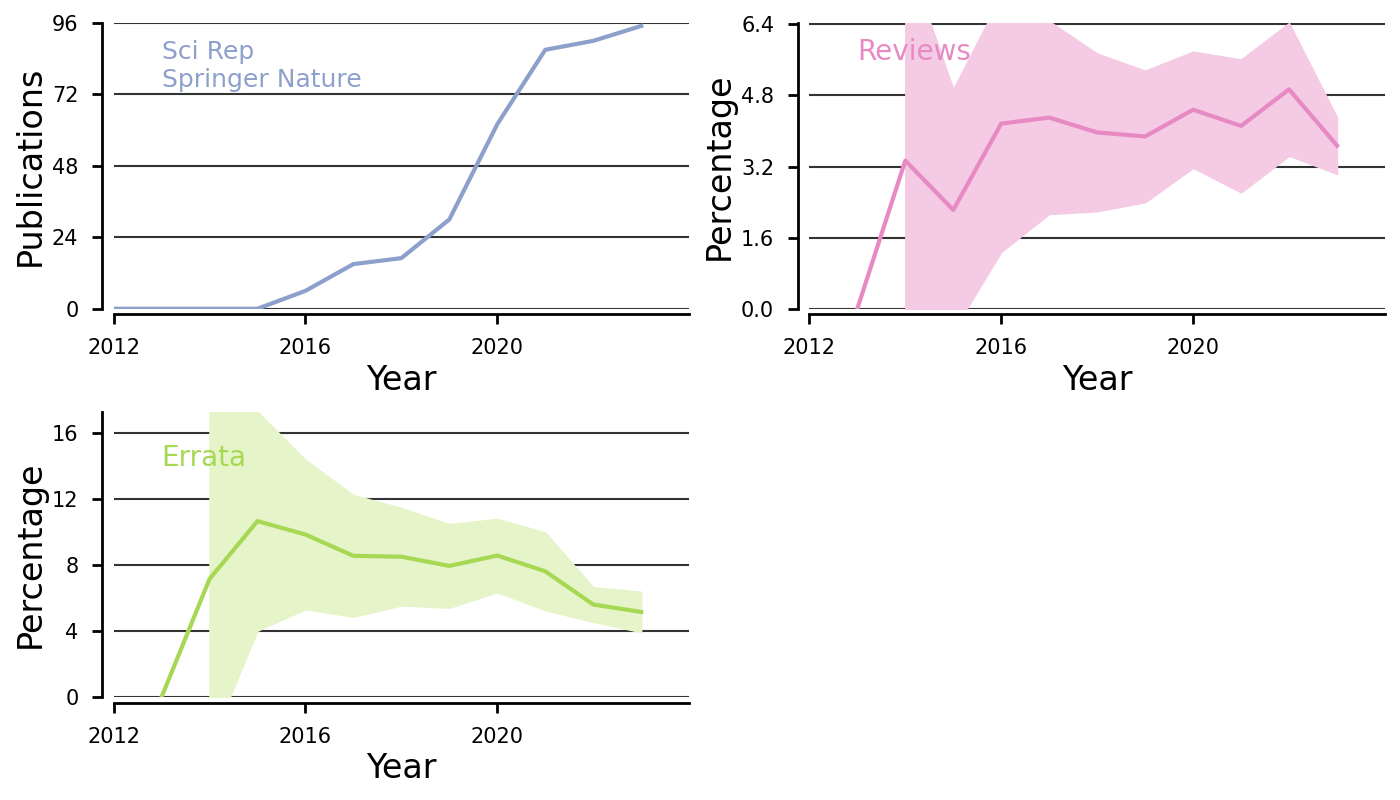 Publications
96
72
48
24
0
Sci Rep
Springer Nature
2012
2016
2020
Year
Percentage
6.4
4.8
3.2
1.6
0.0
Reviews
2012
2016
2020
Year
Percentage
16
12
8
4
0
Errata
2012
2016
2020
Year